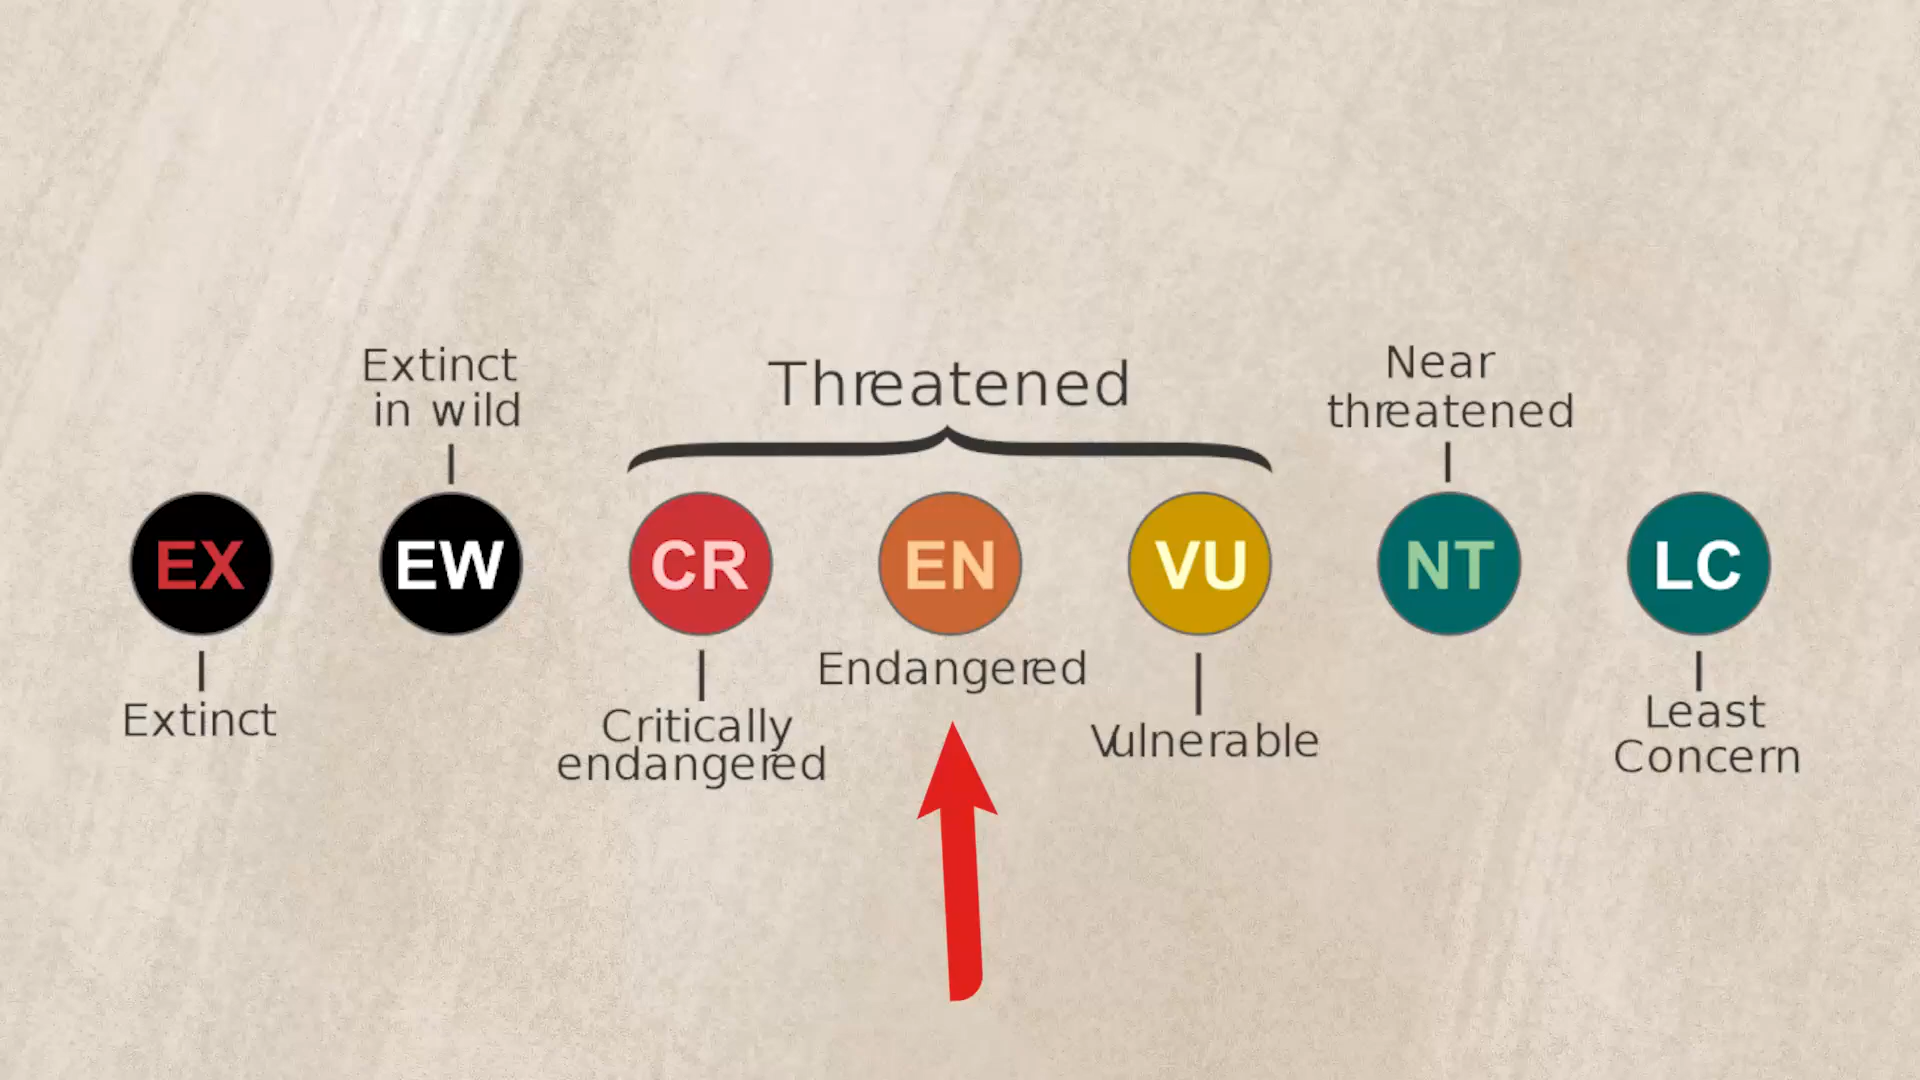 Extinct
in wild
Threatened
Near
threatened
EX
EW
CR
EN
VU
NT
LC
Extinct
Critically
endangered
Endangered
Vulnerable
Least
Concern